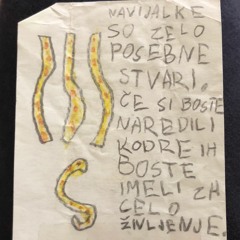 NAVIJALKE
SO ZELO
POSEBNE
STVARI.
ČE SI BOSTE
NAREDILI
KODRE IH
BOSTE
IMELI ZA
CELO
ŽIVLJENJE.